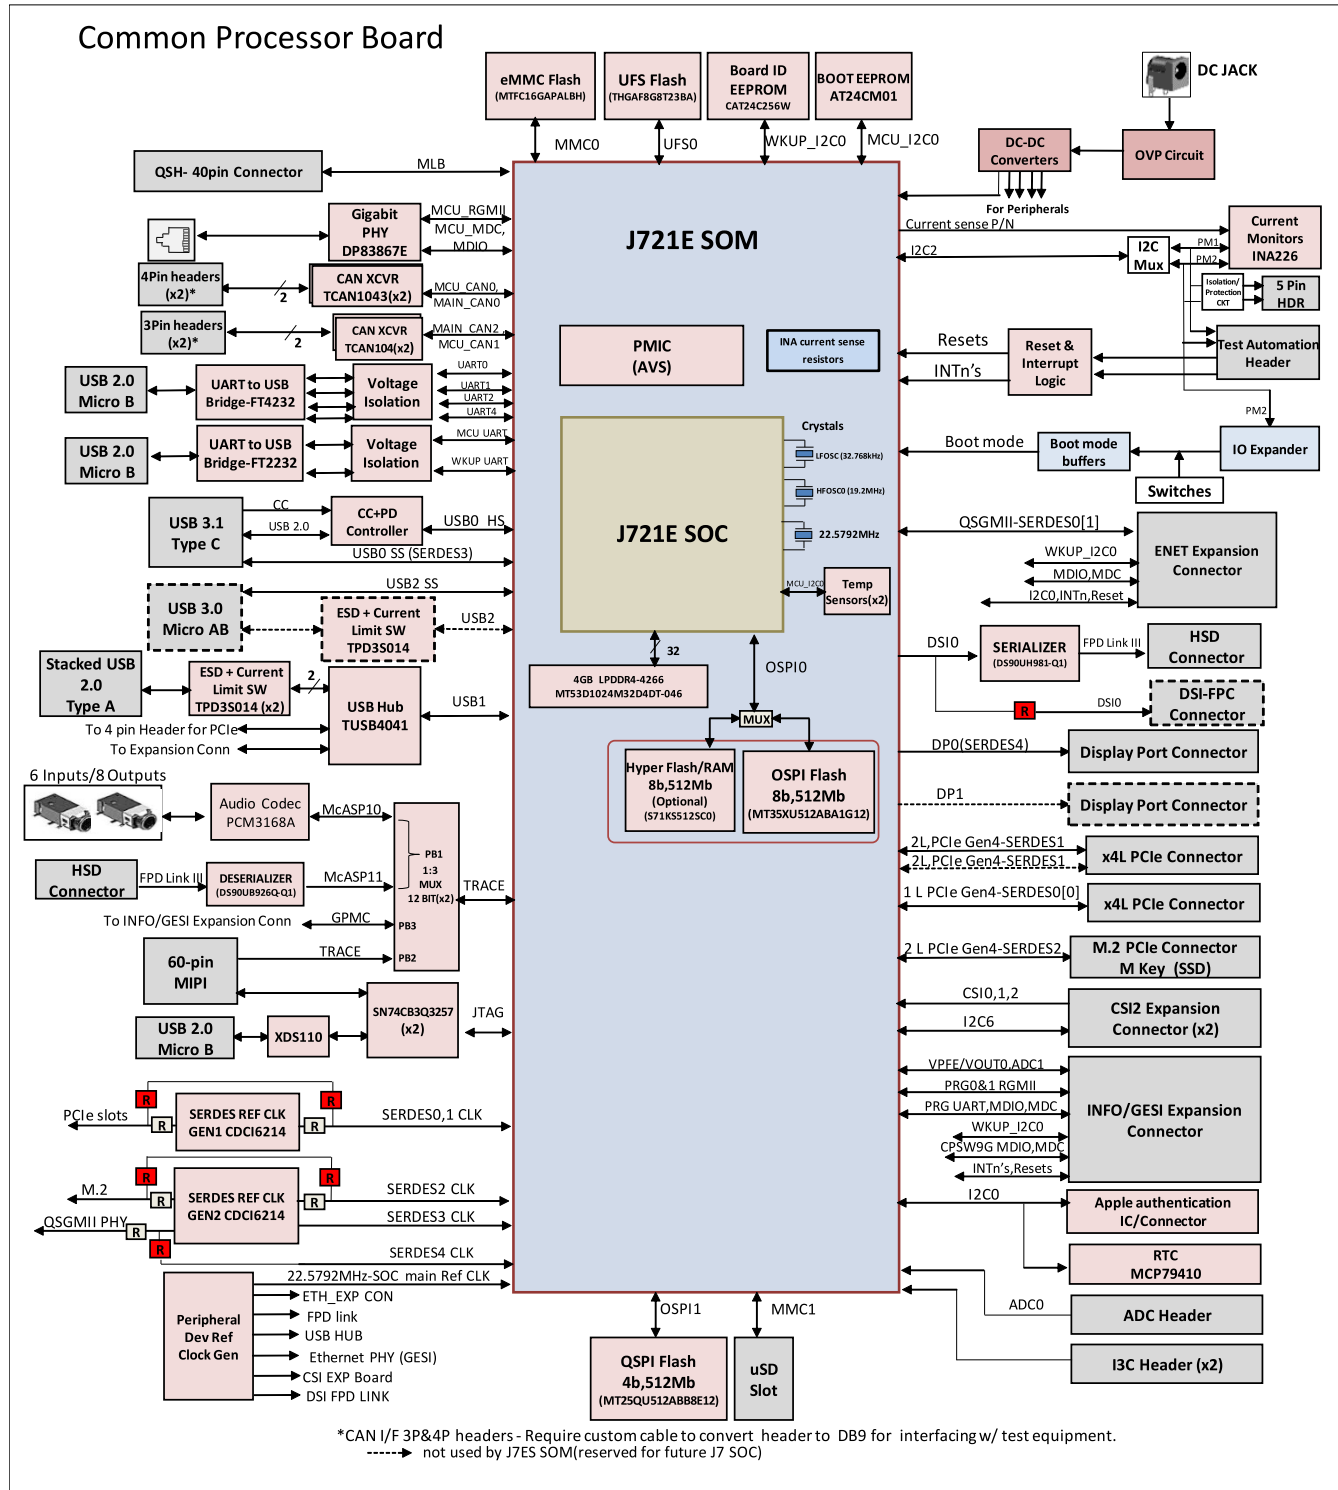 Common Processor Board
eMMC Flash
(MTFC16GAPALBH)
UFS Flash
(THGAF8G8T23BA)
Board ID
EEPROM
CAT24C256W
BOOT EEPROM
AT24CM01
DC JACK
MMC0
UFS0
WKUP_I2C0
MCU_I2C0
DC-DC
Converters
OVP Circuit
For Peripherals
QSH- 40pin Connector
MLB
Gigabit
PHY
DP83867E
MCU_RGMII
MCU_MDC,
MDIO
4Pin headers
(x2)*
2
CAN XCVR
TCAN1043(x2)
MCU_CAN0,
MAIN_CAN0
3Pin headers
(x2)*
2
CAN XCVR
TCAN104(x2)
MAIN_CAN2,
MCU_CAN1
USB 2.0
Micro B
UART to USB
Bridge-FT4232
Voltage
Isolation
UART0
UART1
UART2
UART4
USB 2.0
Micro B
UART to USB
Bridge-FT2232
Voltage
Isolation
MCU UART
WKUP UART
USB 3.1
Type C
CC
USB 2.0
CC+PD
Controller
USB0 HS
USB0 SS (SERDES3)
USB 3.0
Micro AB
USB2 SS
ESD + Current
Limit SW
TPD3S014
USB2
Stacked USB
2.0
Type A
ESD + Current
Limit SW
TPD3S014 (x2)
2
USB Hub
TUSB4041
USB1
To 4 pin Header for PCIe
To Expansion Conn
6 Inputs/8 Outputs
Audio Codec
PCM3168A
McASP10
HSD
Connector
FPD Link III
DESERIALIZER
(DS90UB926Q-Q1)
McASP11
PB1
1:3
MUX
12 BIT(x2)
PB3
PB2
TRACE
To INFO/GESI Expansion Conn
GPMC
TRACE
60-pin
MIPI
USB 2.0
Micro B
XDS110
SN74CB3Q3257
(x2)
JTAG
R
R
PCIe slots
R
SERDES REF CLK
GEN1 CDCI6214
R
SERDES0,1 CLK
R
R
M.2
R
SERDES REF CLK
GEN2 CDCI6214
R
SERDES2 CLK
QSGMII PHY
R
SERDES3 CLK
R
SERDES4 CLK
Peripheral
Dev Ref
Clock Gen
22.5792MHz-SOC main Ref CLK
ETH_EXP CON
FPD link
USB HUB
Ethernet PHY (GESI)
CSI EXP Board
DSI FPD LINK
J721E SOM
PMIC
(AVS)
INA current sense
resistors
J721E SOC
Crystals
LFOSC (32.768kHz)
HFOSC0 (19.2MHz)
22.5792MHz
MCU_I2C0
Temp
Sensors(x2)
32
4GB LPDDR4-4266
MT53D1024M32D4DT-046
OSPI0
MUX
Hyper Flash/RAM
8b,512Mb
(Optional)
(S71KS512SC0)
OSPI Flash
8b,512Mb
(MT35XU512ABA1G12)
OSPI1
MMC1
QSPI Flash
4b,512Mb
(MT25QU512ABB8E12)
uSD
Slot
Current sense P/N
I2C2
I2C
Mux
PM1
PM2
Current
Monitors
INA226
Isolation/
Protection
CKT
5 Pin
HDR
Resets
INTn's
Reset &
Interrupt
Logic
Test Automation
Header
PM2
Boot mode
Boot mode
buffers
IO Expander
Switches
QSGMII-SERDES0[1]
WKUP_I2C0
MDIO,MDC
I2C0,INTn,Reset
ENET Expansion
Connector
DSI0
SERIALIZER
(DS90UH981-Q1)
FPD Link III
HSD
Connector
R
DSI0
DSI-FPC
Connector
DP0(SERDES4)
Display Port Connector
DP1
Display Port Connector
2L,PCIe Gen4-SERDES1
2L,PCIe Gen4-SERDES1
x4L PCIe Connector
1 L PCIe Gen4-SERDES0[0]
x4L PCIe Connector
2 L PCIe Gen4-SERDES2
M.2 PCIe Connector
M Key (SSD)
CSI0,1,2
I2C6
CSI2 Expansion
Connector (x2)
VPFE/VOUT0,ADC1
PRG0&1 RGMII
PRG UART,MDIO,MDC
WKUP_I2C0
CPSW9G MDIO,MDC
INTn's,Resets
INFO/GESI Expansion
Connector
I2C0
Apple authentication
IC/Connector
RTC
MCP79410
ADC0
ADC Header
I3C Header (x2)
*CAN I/F 3P&4P headers - Require custom cable to convert header to DB9 for interfacing w/ test equipment.
not used by J7ES SOM(reserved for future J7 SOC)